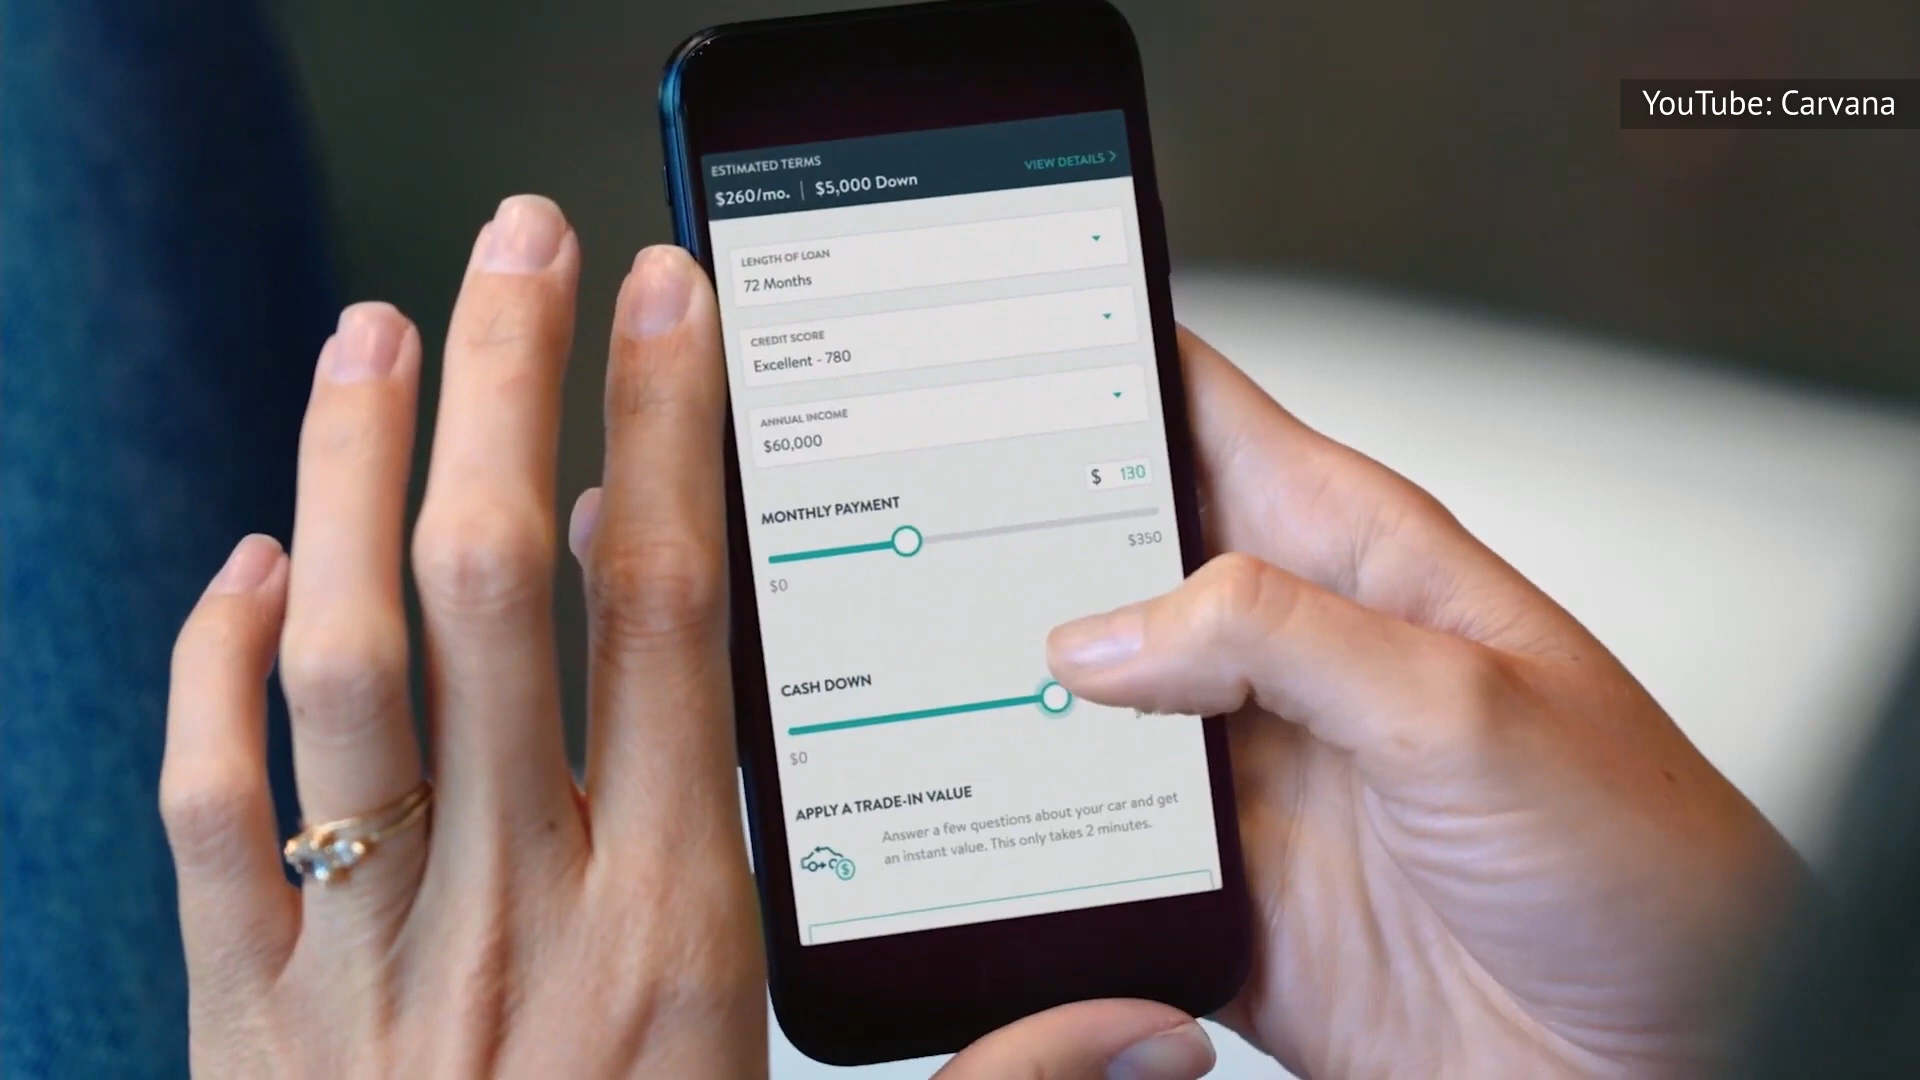 YouTube: Carvana
ESTIMATED TERMS
$260/mo. | $5,000 Down
VIEW DETAILS >
LENGTH OF LOAN
72 Months
CREDIT SCORE
Excellent - 780
ANNUAL INCOME
$60,000
MONTHLY PAYMENT
$ 130
$0
$350
CASH DOWN
$0
APPLY A TRADE-IN VALUE
Answer a few questions about your car and get
an instant value. This only takes 2 minutes.
$